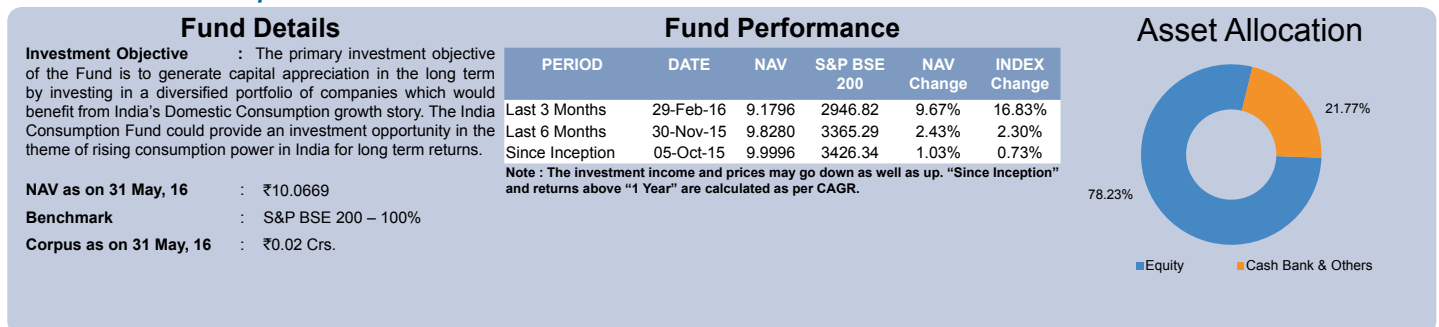 Fund Details
Investment Objective : The primary investment objective
of the Fund is to generate capital appreciation in the long term
by investing in a diversified portfolio of companies which would
benefit from India's Domestic Consumption growth story. The India
Consumption Fund could provide an investment opportunity in the
theme of rising consumption power in India for long term returns.
NAV as on 31 May, 16 : ₹10.0669
Benchmark : S&P BSE 200 – 100%
Corpus as on 31 May, 16 : ₹0.02 Crs.
Fund Performance
PERIOD DATE NAV S&P BSE 200 NAV Change INDEX Change
Last 3 Months 29-Feb-16 9.1796 2946.82 9.67% 16.83%
Last 6 Months 30-Nov-15 9.8280 3365.29 2.43% 2.30%
Since Inception 05-Oct-15 9.9996 3426.34 1.03% 0.73%
Note : The investment income and prices may go down as well as up. “Since Inception”
and returns above “1 Year” are calculated as per CAGR.
Asset Allocation
21.77%
78.23%
Equity Cash Bank & Others